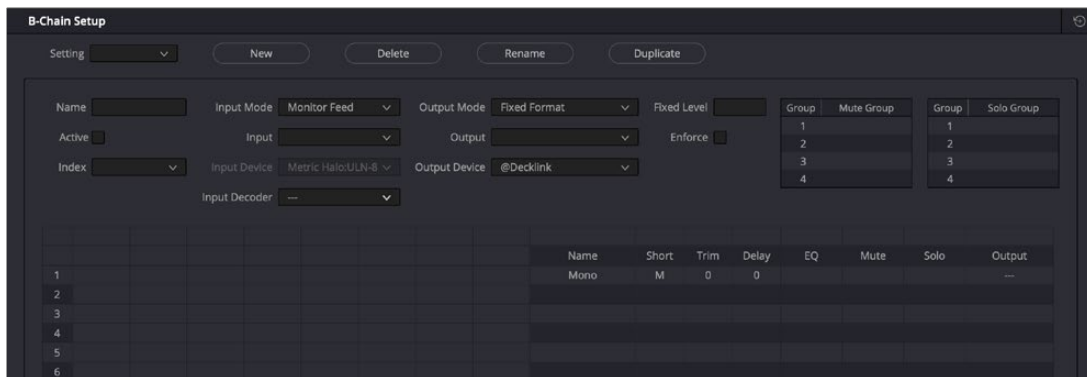 B-Chain Setup
Setting New Delete Rename Duplicate
Name Input Mode Monitor Feed Output Mode Fixed Format Fixed Level Group Mute Group Group Solo Group
1 1
Active Input Output Enforce 2 2
Index Input Device Metric Halo:ULN-8 Output Device @Decklink 3 3
4 4
Input Decoder ---
Name Short Trim Delay EQ Mute Solo Output
1 Mono M 0 0 ---
2
3
4
5
6